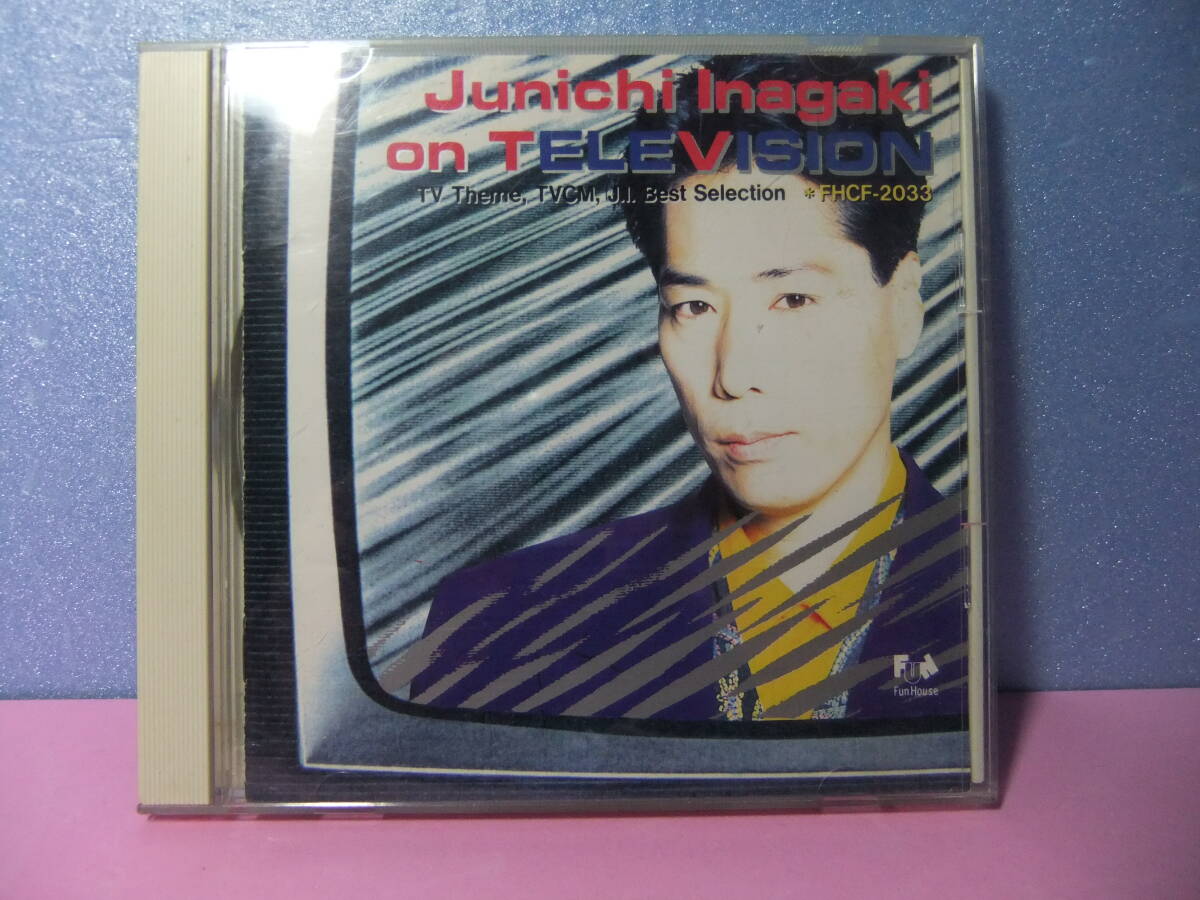 Junichi Inagaki
on TELEVISION
TV Theme, TVCM, J.I. Best Selection *FHCF-2033
FUN
Fun House